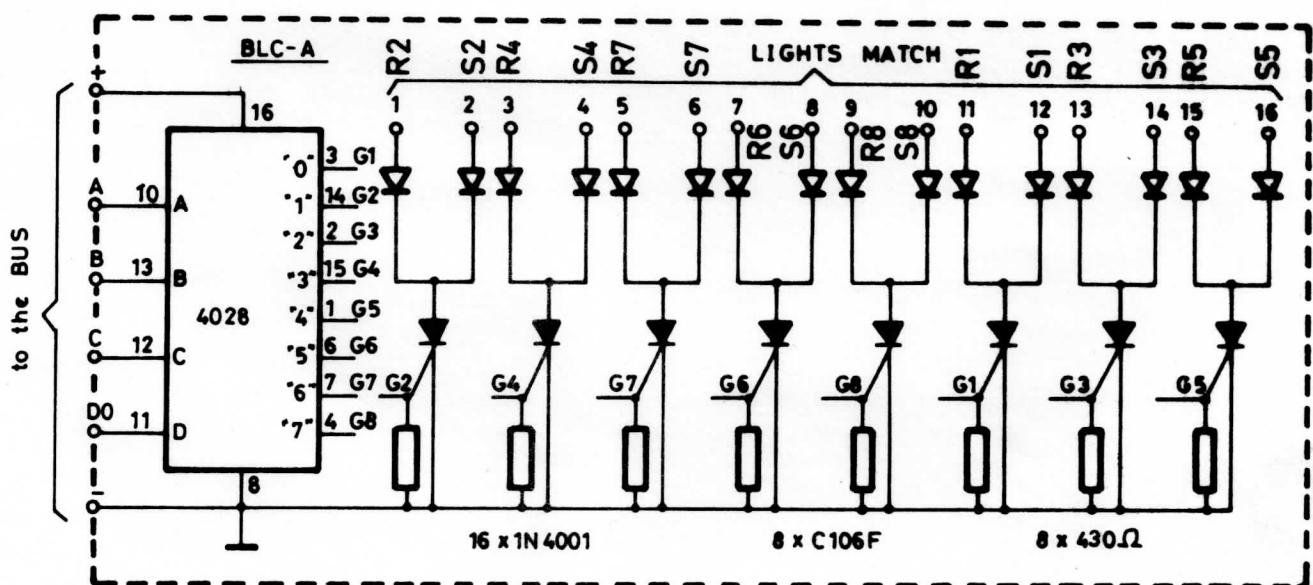 BLC-A
LIGHTS MATCH
R2 S2 R4 S4 R7 S7 R1 S1 R3 S3 R5 S5
1 2 3 4 5 6 7 8 9 10 11 12 13 14 15 16
R6 S6 R8 S8
to the BUS
+
16
"0" 3 G1
A 10 A "1" 14 G2
"2" 2 G3
B 13 B "3" 15 G4
4028
"4" 1 G5
C 12 C "5" 6 G6
"6" 7 G7
D0 11 D "7" 4 G8
G2 G4 G7 G6 G8 G1 G3 G5
-
8
16 x 1N4001 8 x C106F 8 x 430Ω